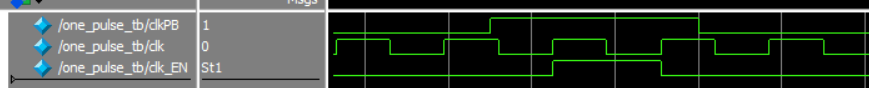 Msgs
/one_pulse_tb/clkPB 1
/one_pulse_tb/clk 0
/one_pulse_tb/clk_EN St1